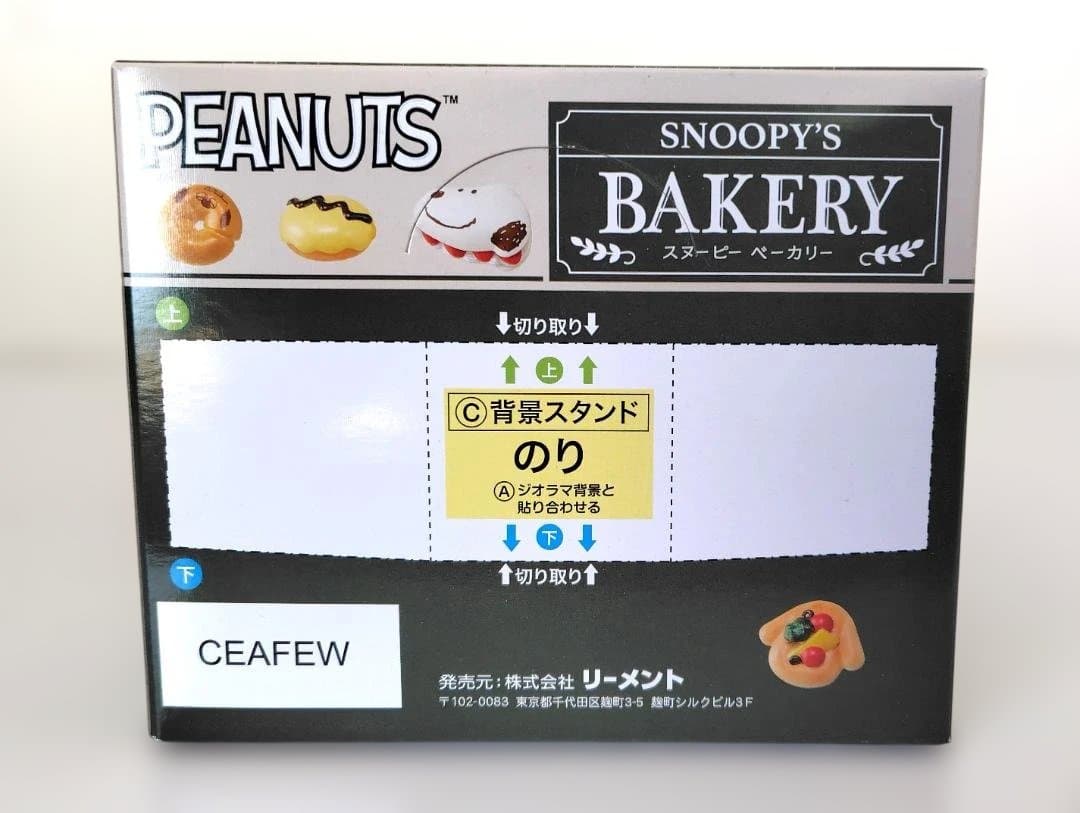 PEANUTS™
SNOOPY'S
BAKERY
スヌーピー ベーカリー
上
↓切り取り↓
↑ 上 ↑
Ⓒ背景スタンド
のり
Ⓐジオラマ背景と
貼り合わせる
↓ 下 ↓
↑切り取り↑
下
CEAFEW
発売元:株式会社 リーメント
〒102-0083 東京都千代田区麹町3-5 麹町シルクビル3F